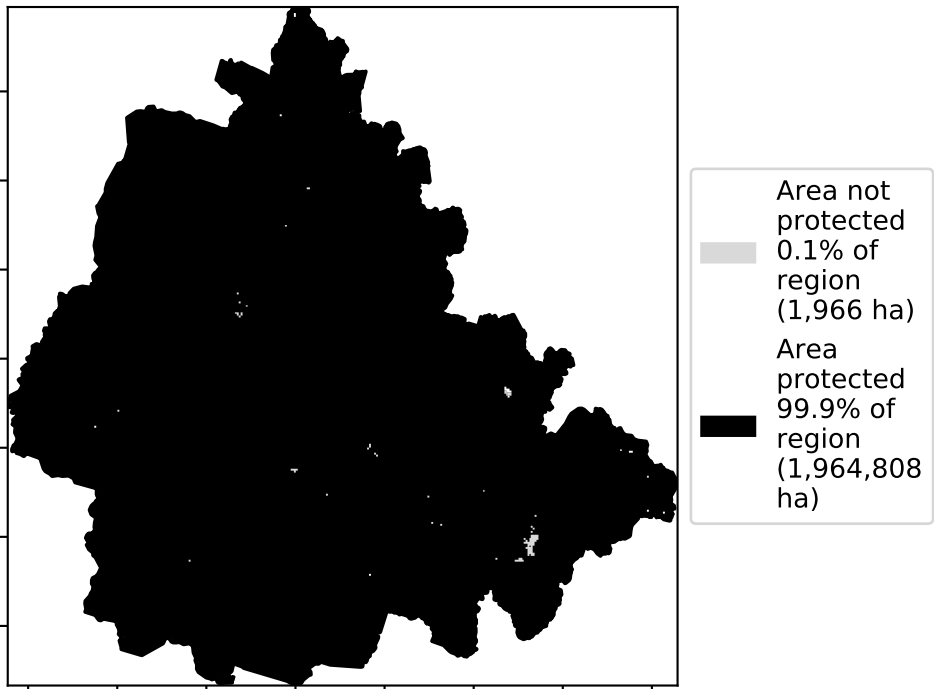 Area not
protected
0.1% of
region
(1,966 ha)
Area
protected
99.9% of
region
(1,964,808
ha)